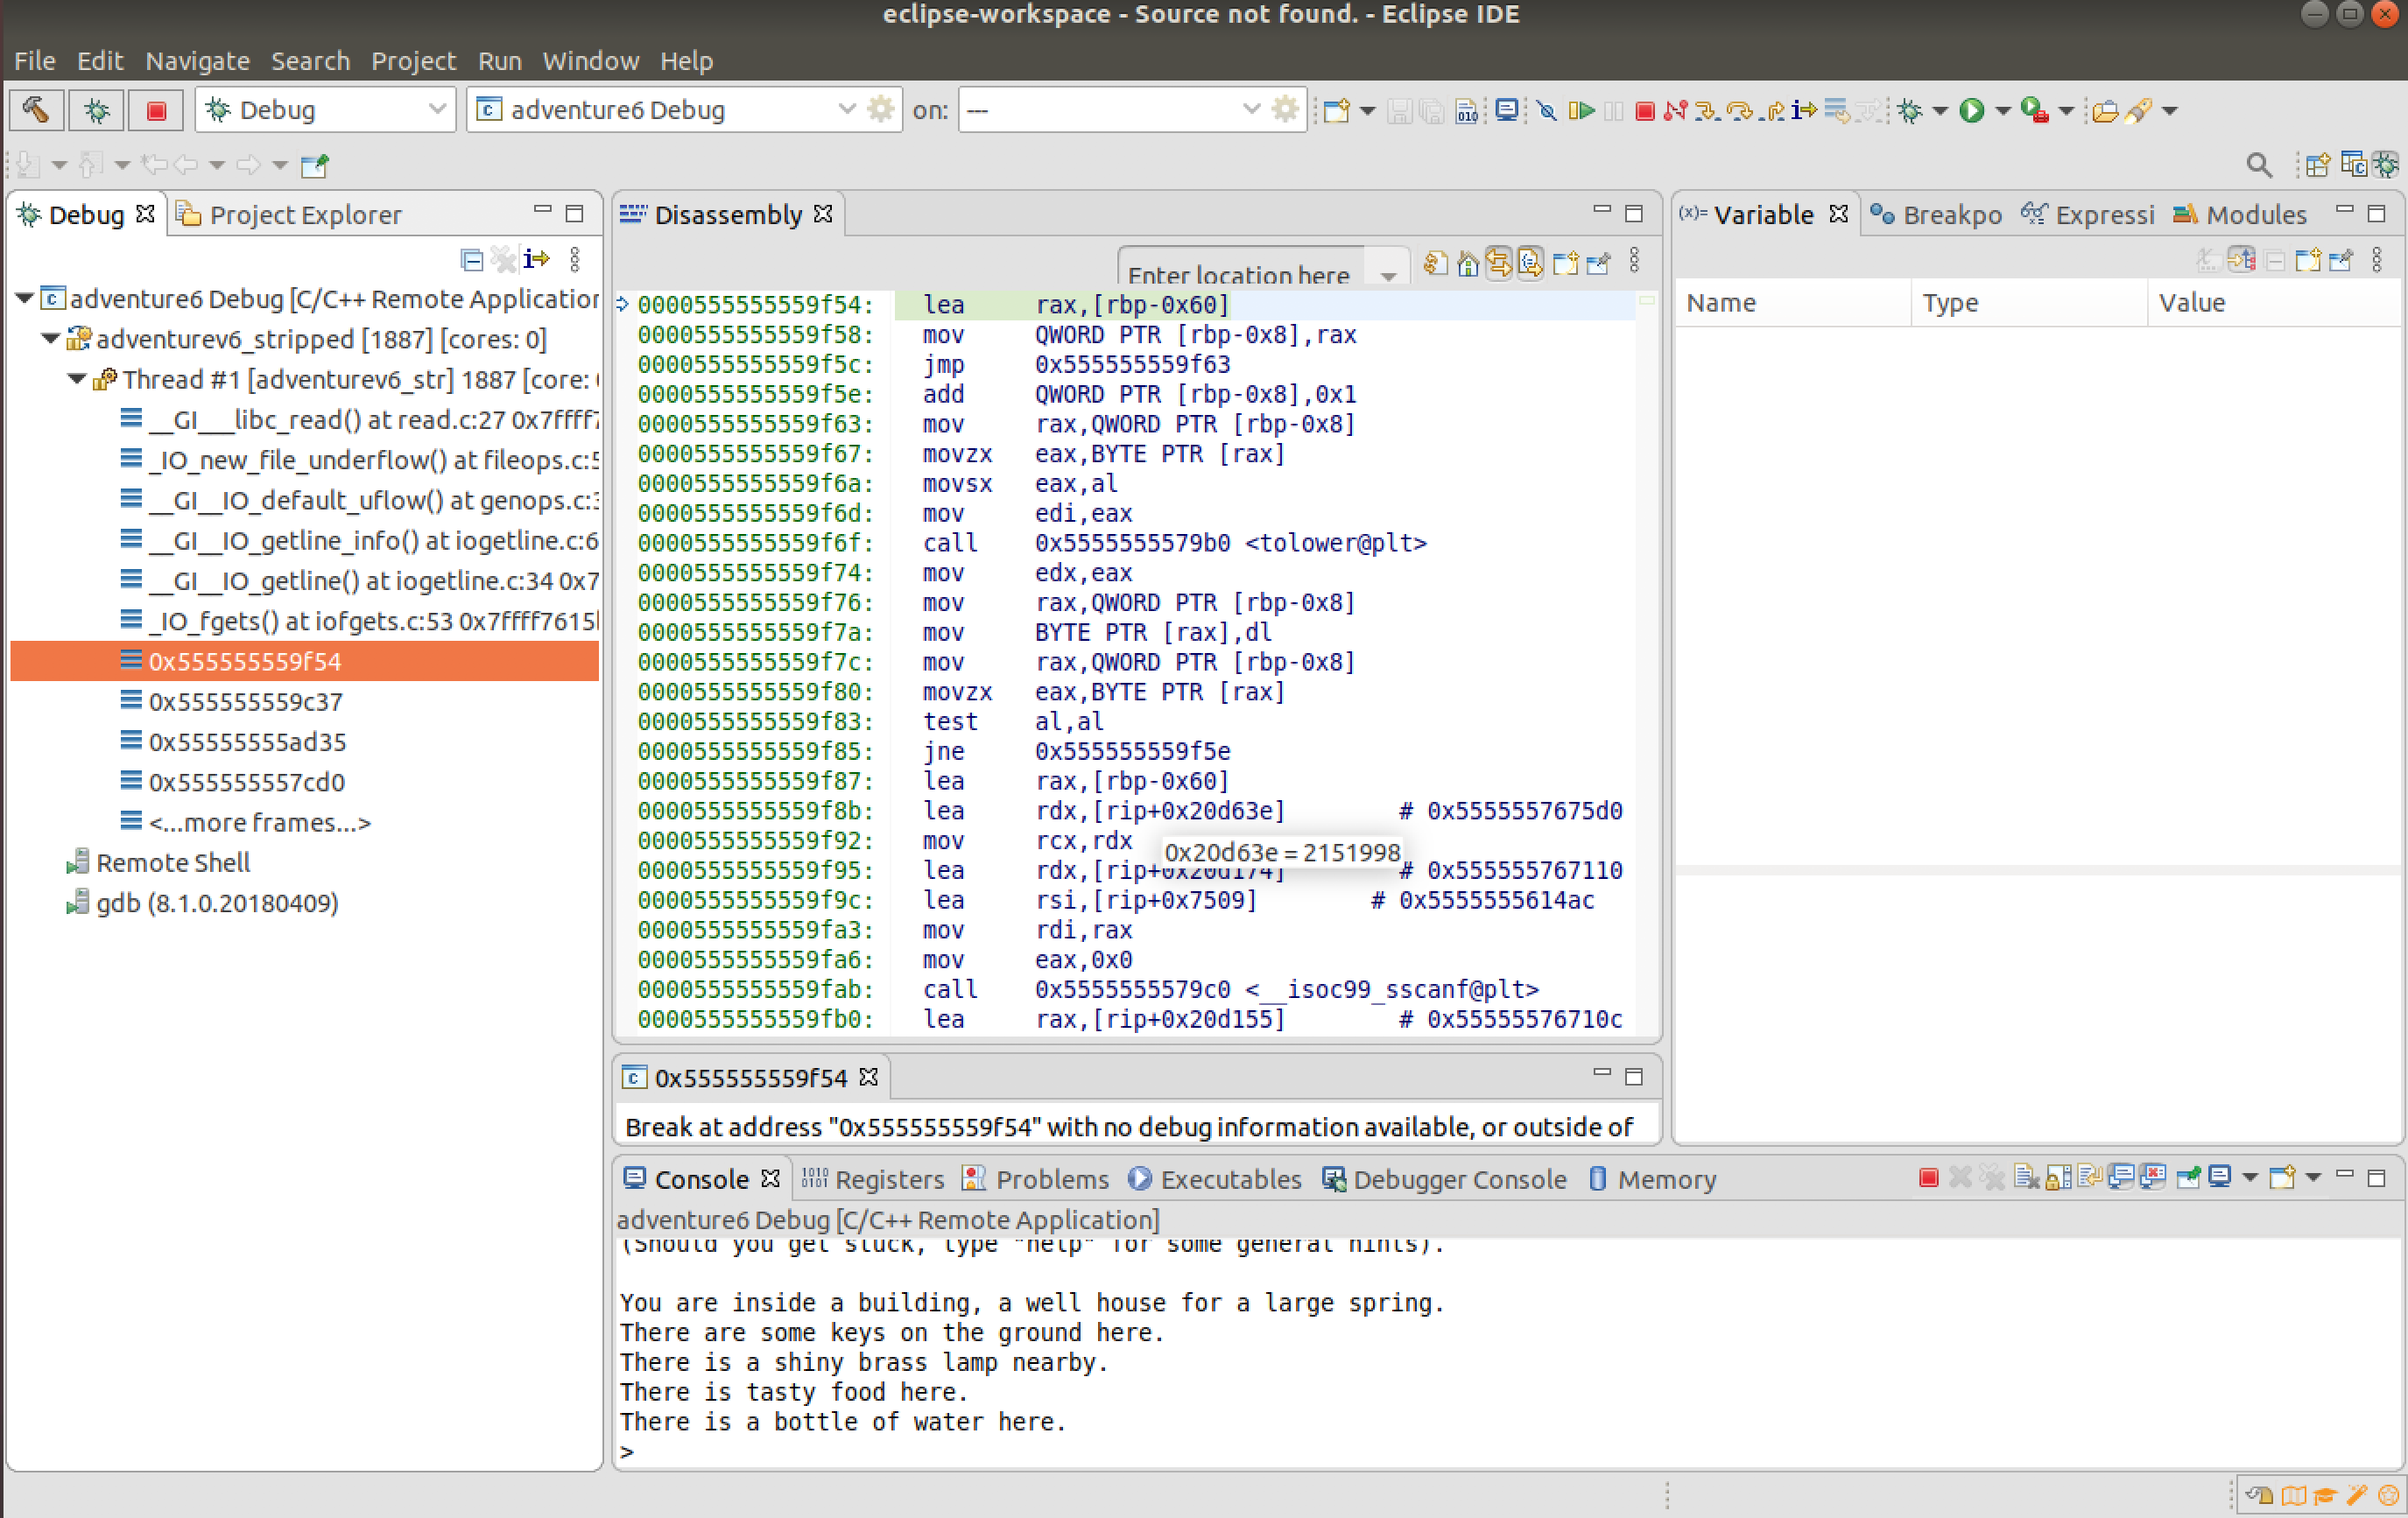 eclipse-workspace - Source not found. - Eclipse IDE
File Edit Navigate Search Project Run Window Help
Debug adventure6 Debug on: ---
Debug Project Explorer
adventure6 Debug [C/C++ Remote Application
adventurev6_stripped [1887] [cores: 0]
Thread #1 [adventurev6_str] 1887 [core:
__GI___libc_read() at read.c:27 0x7ffff7
_IO_new_file_underflow() at fileops.c:5
__GI__IO_default_uflow() at genops.c:3
__GI__IO_getline_info() at iogetline.c:6
__GI__IO_getline() at iogetline.c:34 0x7
_IO_fgets() at iofgets.c:53 0x7ffff7615
0x555555559f54
0x555555559c37
0x55555555ad35
0x555555557cd0
<...more frames...>
Remote Shell
gdb (8.1.0.20180409)
Disassembly
Enter location here
0000555555559f54: lea rax,[rbp-0x60]
0000555555559f58: mov QWORD PTR [rbp-0x8],rax
0000555555559f5c: jmp 0x555555559f63
0000555555559f5e: add QWORD PTR [rbp-0x8],0x1
0000555555559f63: mov rax,QWORD PTR [rbp-0x8]
0000555555559f67: movzx eax,BYTE PTR [rax]
0000555555559f6a: movsx eax,al
0000555555559f6d: mov edi,eax
0000555555559f6f: call 0x5555555579b0 <tolower@plt>
0000555555559f74: mov edx,eax
0000555555559f76: mov rax,QWORD PTR [rbp-0x8]
0000555555559f7a: mov BYTE PTR [rax],dl
0000555555559f7c: mov rax,QWORD PTR [rbp-0x8]
0000555555559f80: movzx eax,BYTE PTR [rax]
0000555555559f83: test al,al
0000555555559f85: jne 0x555555559f5e
0000555555559f87: lea rax,[rbp-0x60]
0000555555559f8b: lea rdx,[rip+0x20d63e] # 0x5555557675d0
0000555555559f92: mov rcx,rdx
0x20d63e = 2151998
0000555555559f95: lea rdx,[rip+0x20d174] # 0x555555767110
0000555555559f9c: lea rsi,[rip+0x7509] # 0x5555555614ac
0000555555559fa3: mov rdi,rax
0000555555559fa6: mov eax,0x0
0000555555559fab: call 0x5555555579c0 <__isoc99_sscanf@plt>
0000555555559fb0: lea rax,[rip+0x20d155] # 0x55555576710c
0x555555559f54
Break at address "0x555555559f54" with no debug information available, or outside of
(x)= Variable Breakpo Expressi Modules
Name Type Value
Console Registers Problems Executables Debugger Console Memory
adventure6 Debug [C/C++ Remote Application]
(Should you get stuck, type "help" for some general hints).
You are inside a building, a well house for a large spring.
There are some keys on the ground here.
There is a shiny brass lamp nearby.
There is tasty food here.
There is a bottle of water here.
>